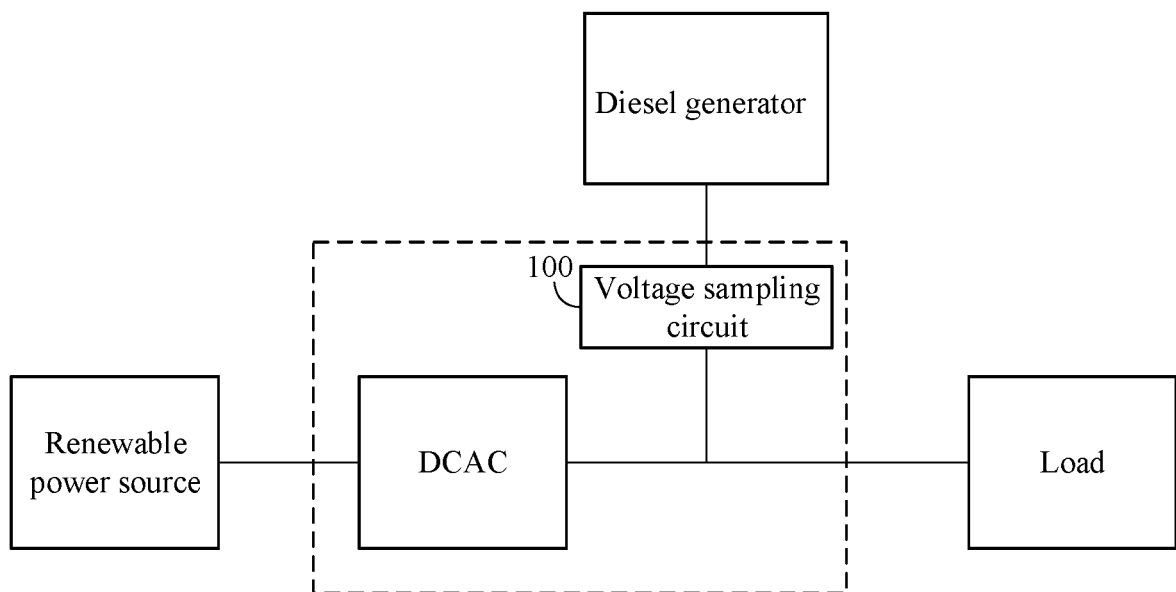 Diesel generator
100
Voltage sampling
circuit
Renewable
power source
DCAC
Load